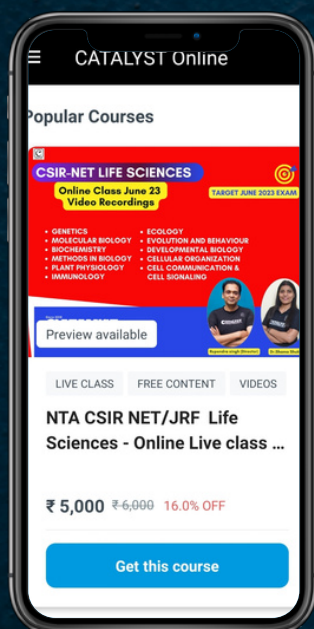 CATALYST Online
Popular Courses
CSIR-NET LIFE SCIENCES
Online Class June 23
Video Recordings
TARGET JUNE 2023 EXAM
• GENETICS
• MOLECULAR BIOLOGY
• BIOCHEMISTRY
• METHODS IN BIOLOGY
• PLANT PHYSIOLOGY
• IMMUNOLOGY
• ECOLOGY
• EVOLUTION AND BEHAVIOUR
• DEVELOPMENTAL BIOLOGY
• CELLULAR ORGANIZATION
• CELL COMMUNICATION &
CELL SIGNALING
Preview available
LIVE CLASS
FREE CONTENT
VIDEOS
NTA CSIR NET/JRF Life
Sciences - Online Live class ...
₹ 5,000 ₹ 6,000 16.0% OFF
Get this course